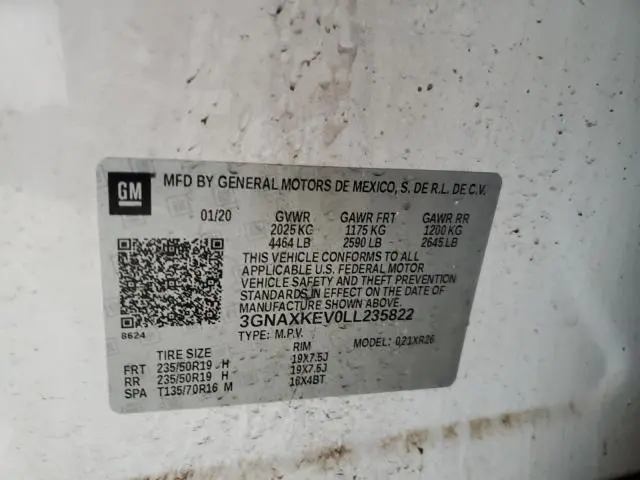 GM MFD BY GENERAL MOTORS DE MEXICO, S. DE R.L. DE C.V.
01/20 GVWR GAWR FRT GAWR RR
2025 KG 1175 KG 1200 KG
4464 LB 2590 LB 2645 LB
THIS VEHICLE CONFORMS TO ALL
APPLICABLE U.S. FEDERAL MOTOR
VEHICLE SAFETY AND THEFT PREVENTION
STANDARDS IN EFFECT ON THE DATE OF
MANUFACTURE SHOWN ABOVE.
8624 3GNAXKEV0LL235822
TYPE: M.P.V. MODEL: 021XR26
TIRE SIZE RIM
FRT 235/50R19 H 19X7.5J
RR 235/50R19 H 19X7.5J
SPA T135/70R16 M 16X4BT